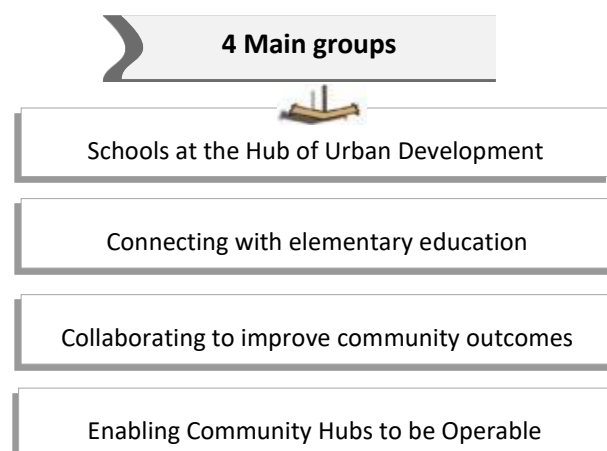 4 Main groups
Schools at the Hub of Urban Development
Connecting with elementary education
Collaborating to improve community outcomes
Enabling Community Hubs to be Operable